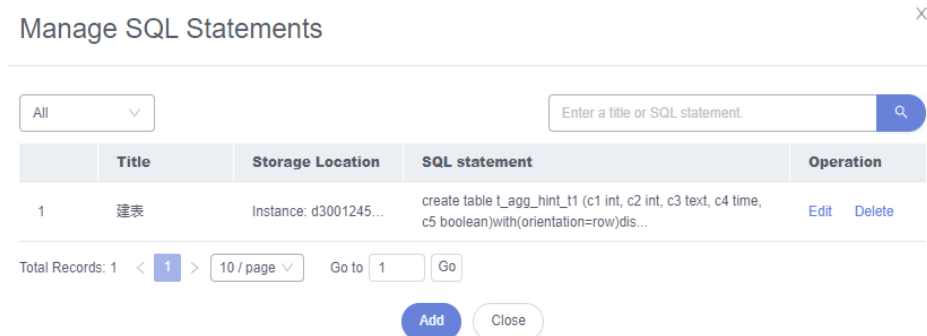 Manage SQL Statements
X
All
Enter a title or SQL statement.
Title Storage Location SQL statement Operation
1 建表 Instance: d3001245... create table t_agg_hint_t1 (c1 int, c2 int, c3 text, c4 time,
c5 boolean)with(orientation=row)dis... Edit Delete
Total Records: 1 < 1 > 10 / page Go to 1 Go
Add Close